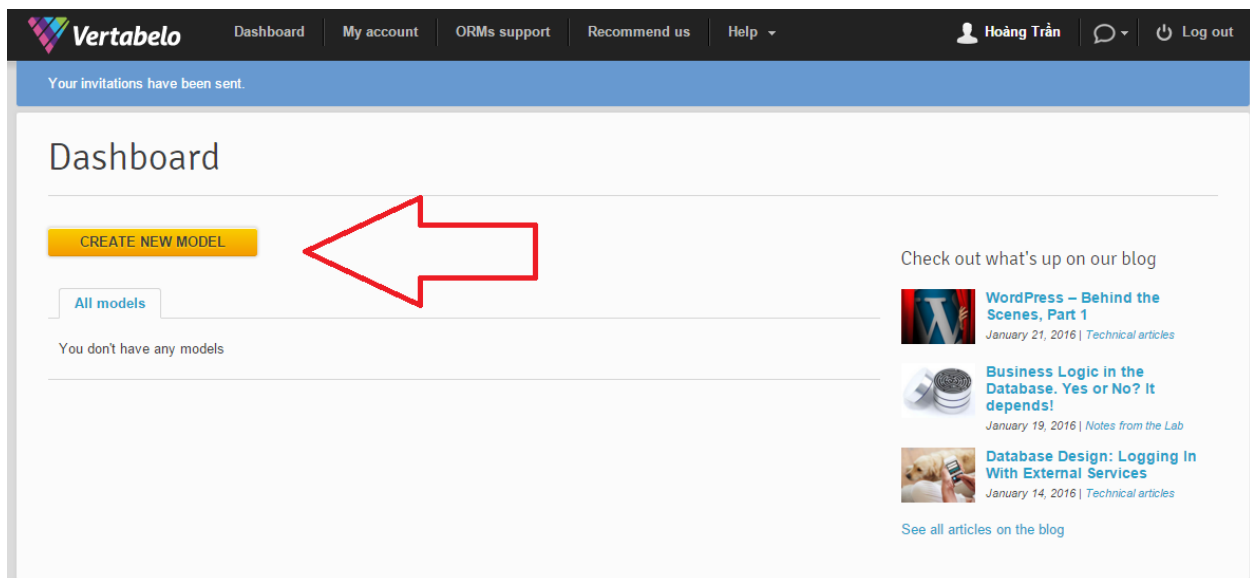 Vertabelo Dashboard My account ORMs support Recommend us Help Hoàng Trần Log out
Your invitations have been sent.
Dashboard
CREATE NEW MODEL
All models
You don't have any models
Check out what's up on our blog
WordPress – Behind the
Scenes, Part 1
January 21, 2016 | Technical articles
Business Logic in the
Database. Yes or No? It
depends!
January 19, 2016 | Notes from the Lab
Database Design: Logging In
With External Services
January 14, 2016 | Technical articles
See all articles on the blog